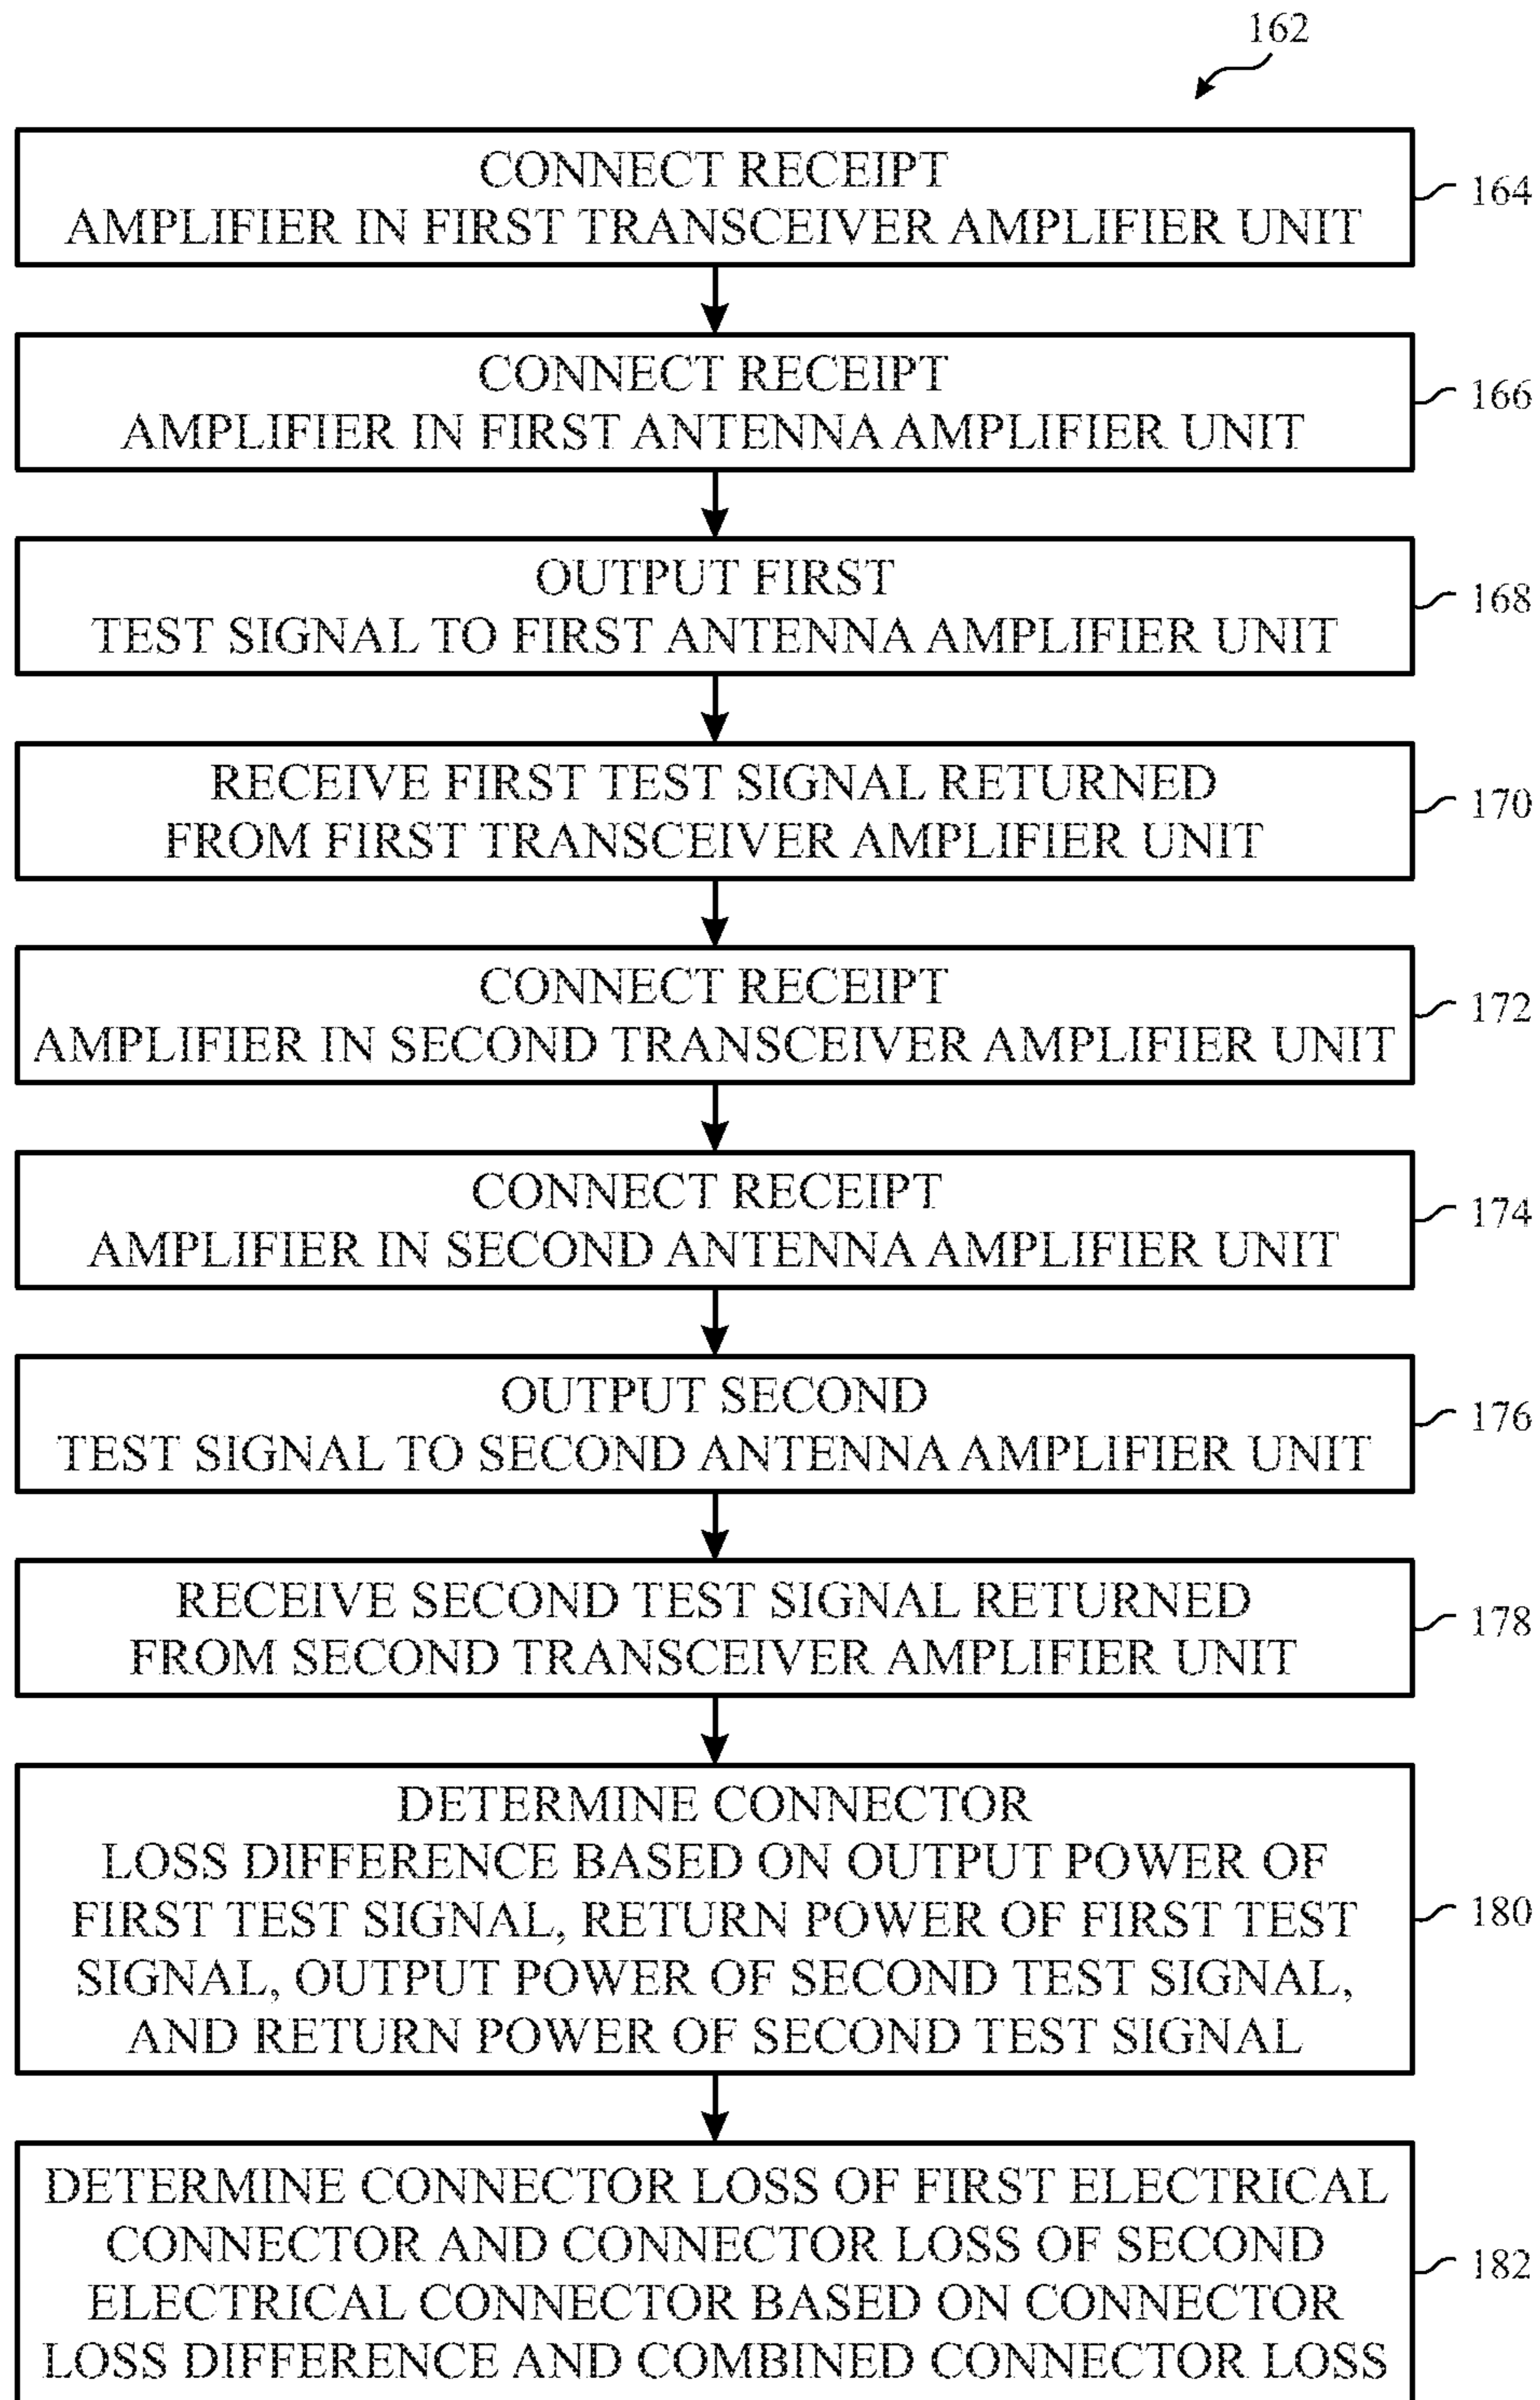 162
CONNECT RECEIPT
AMPLIFIER IN FIRST TRANSCEIVER AMPLIFIER UNIT
164
CONNECT RECEIPT
AMPLIFIER IN FIRST ANTENNA AMPLIFIER UNIT
166
OUTPUT FIRST
TEST SIGNAL TO FIRST ANTENNA AMPLIFIER UNIT
168
RECEIVE FIRST TEST SIGNAL RETURNED
FROM FIRST TRANSCEIVER AMPLIFIER UNIT
170
CONNECT RECEIPT
AMPLIFIER IN SECOND TRANSCEIVER AMPLIFIER UNIT
172
CONNECT RECEIPT
AMPLIFIER IN SECOND ANTENNA AMPLIFIER UNIT
174
OUTPUT SECOND
TEST SIGNAL TO SECOND ANTENNA AMPLIFIER UNIT
176
RECEIVE SECOND TEST SIGNAL RETURNED
FROM SECOND TRANSCEIVER AMPLIFIER UNIT
178
DETERMINE CONNECTOR
LOSS DIFFERENCE BASED ON OUTPUT POWER OF
FIRST TEST SIGNAL, RETURN POWER OF FIRST TEST
SIGNAL, OUTPUT POWER OF SECOND TEST SIGNAL,
AND RETURN POWER OF SECOND TEST SIGNAL
180
DETERMINE CONNECTOR LOSS OF FIRST ELECTRICAL
CONNECTOR AND CONNECTOR LOSS OF SECOND
ELECTRICAL CONNECTOR BASED ON CONNECTOR
LOSS DIFFERENCE AND COMBINED CONNECTOR LOSS
182